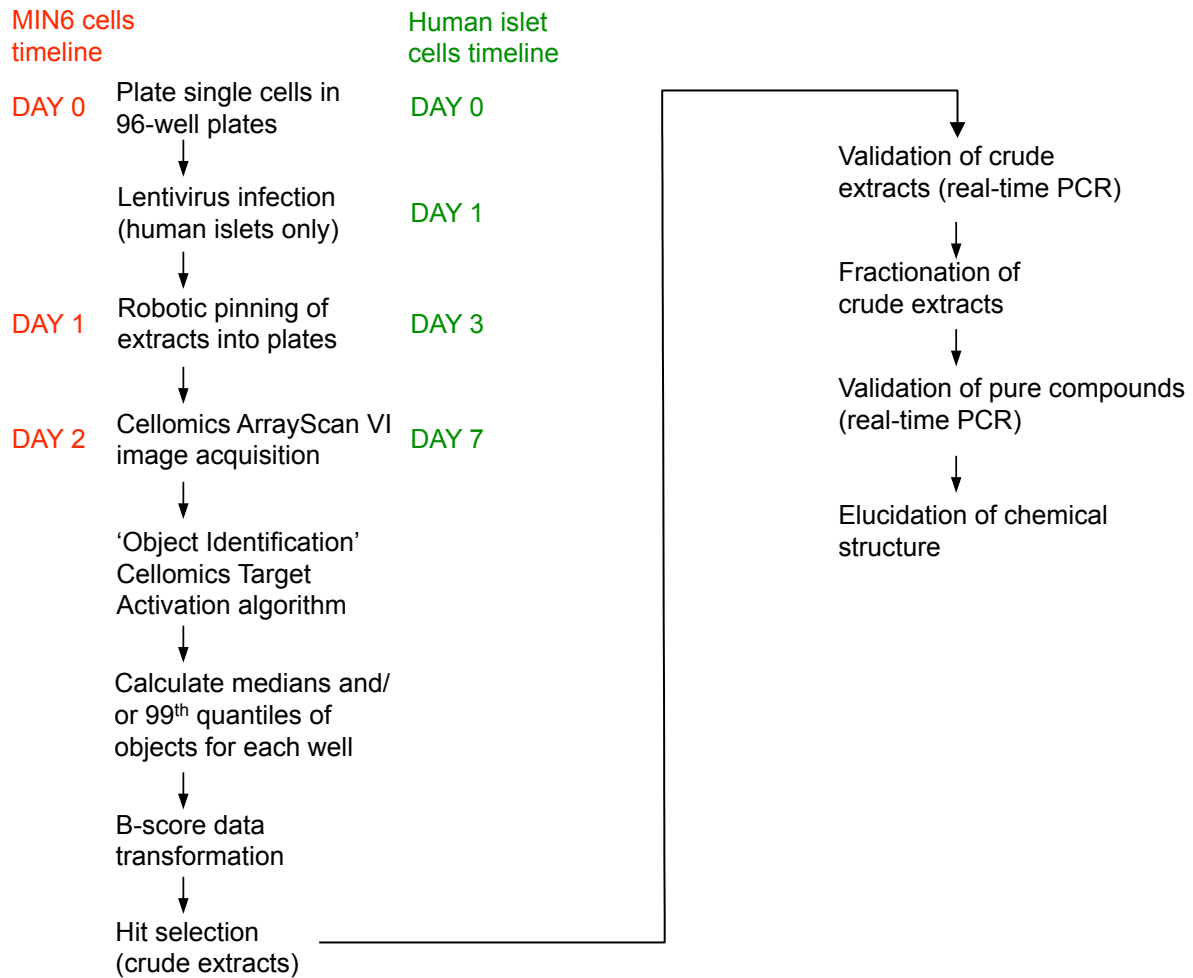 MIN6 cells
timeline
Human islet
cells timeline
DAY 0
Plate single cells in
96-well plates
DAY 0
Lentivirus infection
(human islets only)
DAY 1
DAY 1
Robotic pinning of
extracts into plates
DAY 3
DAY 2
Cellomics ArrayScan VI
image acquisition
DAY 7
‘Object Identification’
Cellomics Target
Activation algorithm
Calculate medians and/
or 99th quantiles of
objects for each well
B-score data
transformation
Hit selection
(crude extracts)
Validation of crude
extracts (real-time PCR)
Fractionation of
crude extracts
Validation of pure compounds
(real-time PCR)
Elucidation of chemical
structure